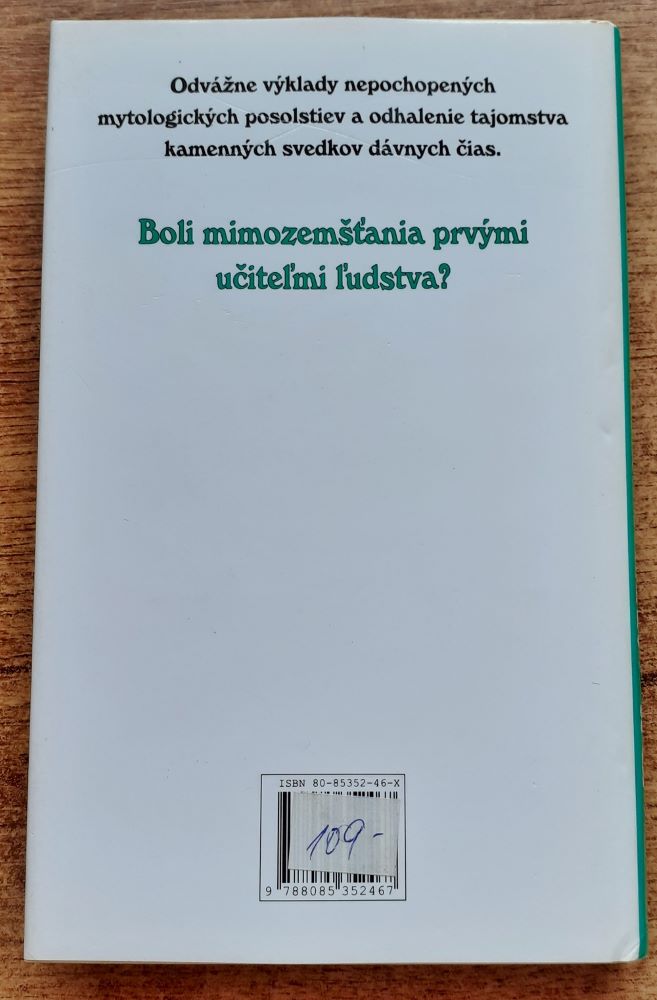 Odvážne výklady nepochopených
mytologických posolstiev a odhalenie tajomstva
kamenných svedkov dávnych čias.
Boli mimozemšťania prvými
učiteľmi ľudstva?
ISBN 80-85352-46-X
109-
9 788085 352467